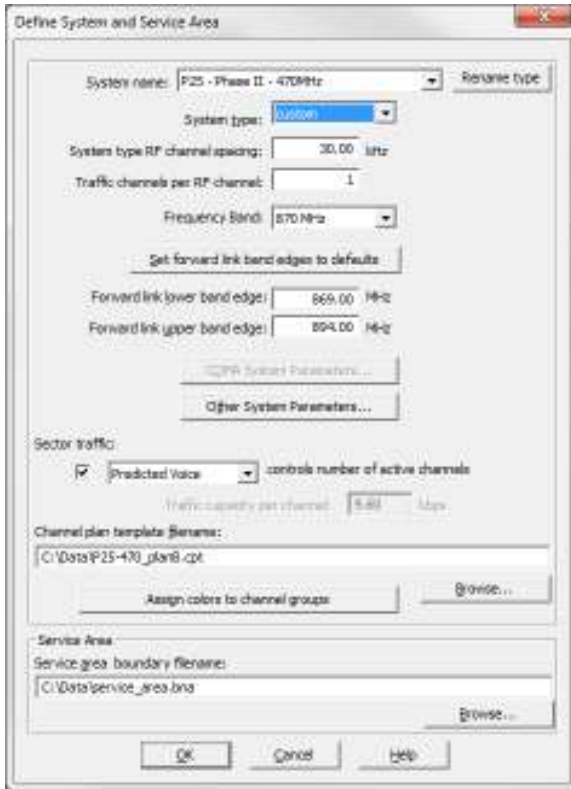 Define System and Service Area
System name: P25 - Phase II - 470MHz Rename type
System type: custom
System type RF channel spacing: 30.00 kHz
Traffic channels per RF channel: 1
Frequency Band: 870 MHz
Set forward link band edges to defaults
Forward link lower band edge: 869.00 MHz
Forward link upper band edge: 894.00 MHz
CDMA System Parameters...
Other System Parameters...
Sector traffic:
Predicted Voice controls number of active channels
Traffic capacity per channel: 9.60 kbps
Channel plan template filename:
C:\Data\P25-470_plan8.cpt
Assign colors to channel groups Browse...
Service Area
Service area boundary filename:
C:\Data\service_area.bna
Browse...
OK Cancel Help